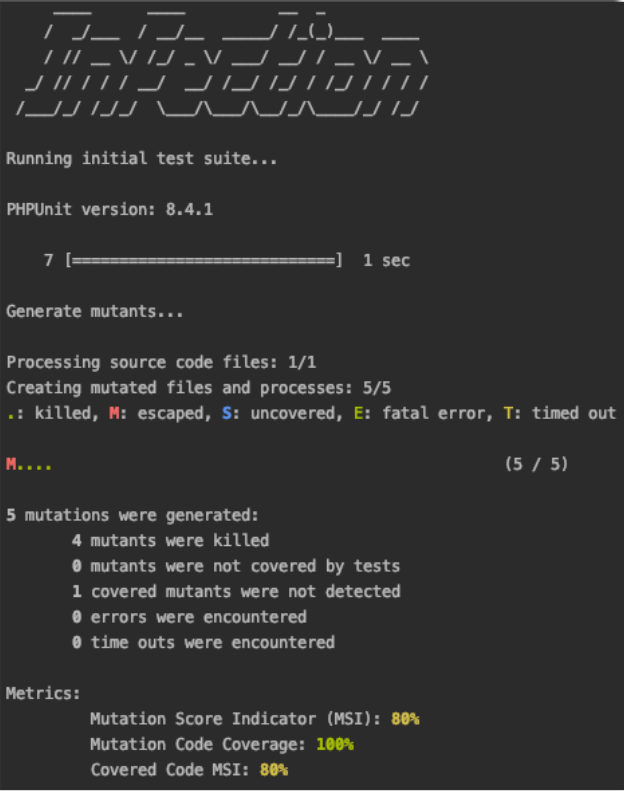 Infection
Running initial test suite...
PHPUnit version: 8.4.1
7 [============================] 1 sec
Generate mutants...
Processing source code files: 1/1
Creating mutated files and processes: 5/5
.: killed, M: escaped, S: uncovered, E: fatal error, T: timed out
M.... (5 / 5)
5 mutations were generated:
4 mutants were killed
0 mutants were not covered by tests
1 covered mutants were not detected
0 errors were encountered
0 time outs were encountered
Metrics:
Mutation Score Indicator (MSI): 80%
Mutation Code Coverage: 100%
Covered Code MSI: 80%